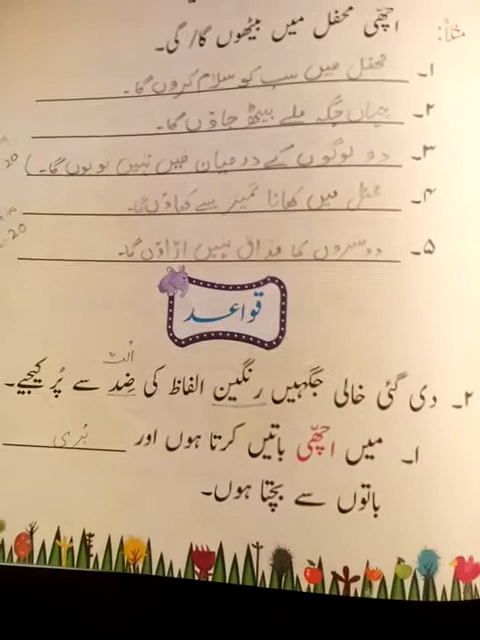 مثلاً: اچھی محفل میں بیٹھوں گا/ گی۔
۱۔ محفل میں سب کو سلام کروں گا۔
۲۔ جہاں جگہ ملے بیٹھ جاؤں گا۔
۳۔ دو لوگوں کے درمیان میں نہیں بولوں گا۔
۴۔ محفل میں کھانا تمیز سے کھاؤں گا۔
۵۔ دوسروں کا مذاق نہیں اڑاؤں گا۔
قواعد
الٹ
۲۔ دی گئی خالی جگہیں رنگین الفاظ کی ضِد سے پُر کیجیے۔
۱۔ میں اچھی باتیں کرتا ہوں اور بُری
باتوں سے بچتا ہوں۔